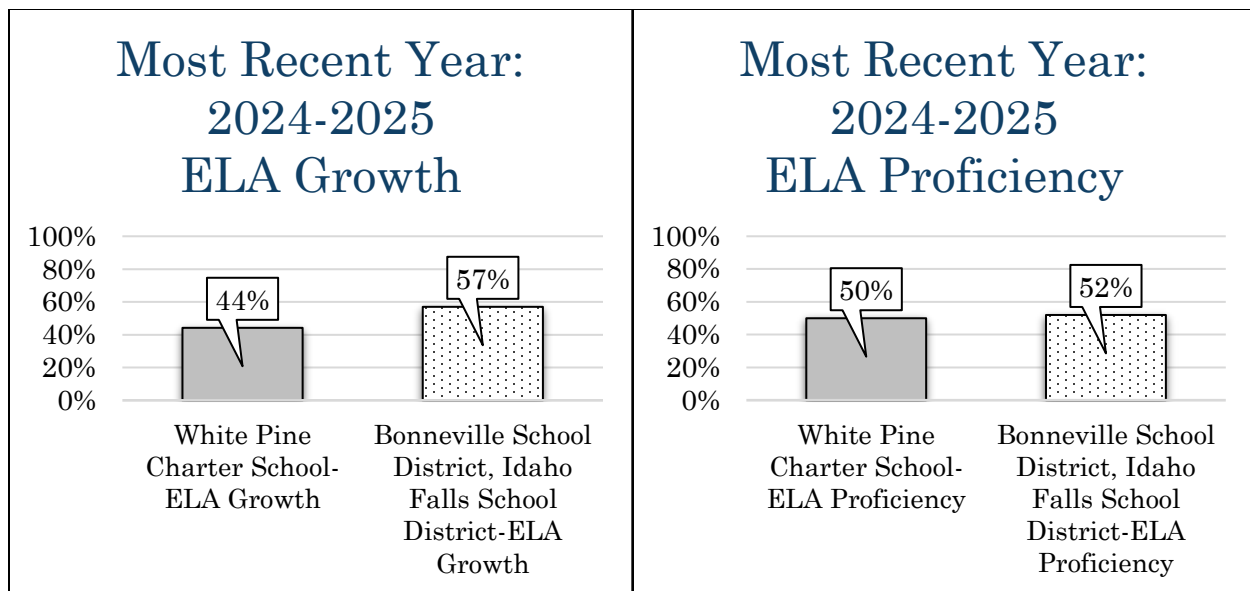 Most Recent Year:
2024-2025
ELA Growth
100%
80%
60%
40%
20%
0%
44%
57%
White Pine
Charter School-
ELA Growth
Bonneville School
District, Idaho
Falls School
District-ELA
Growth
Most Recent Year:
2024-2025
ELA Proficiency
100%
80%
60%
40%
20%
0%
50%
52%
White Pine
Charter School-
ELA Proficiency
Bonneville School
District, Idaho
Falls School
District-ELA
Proficiency